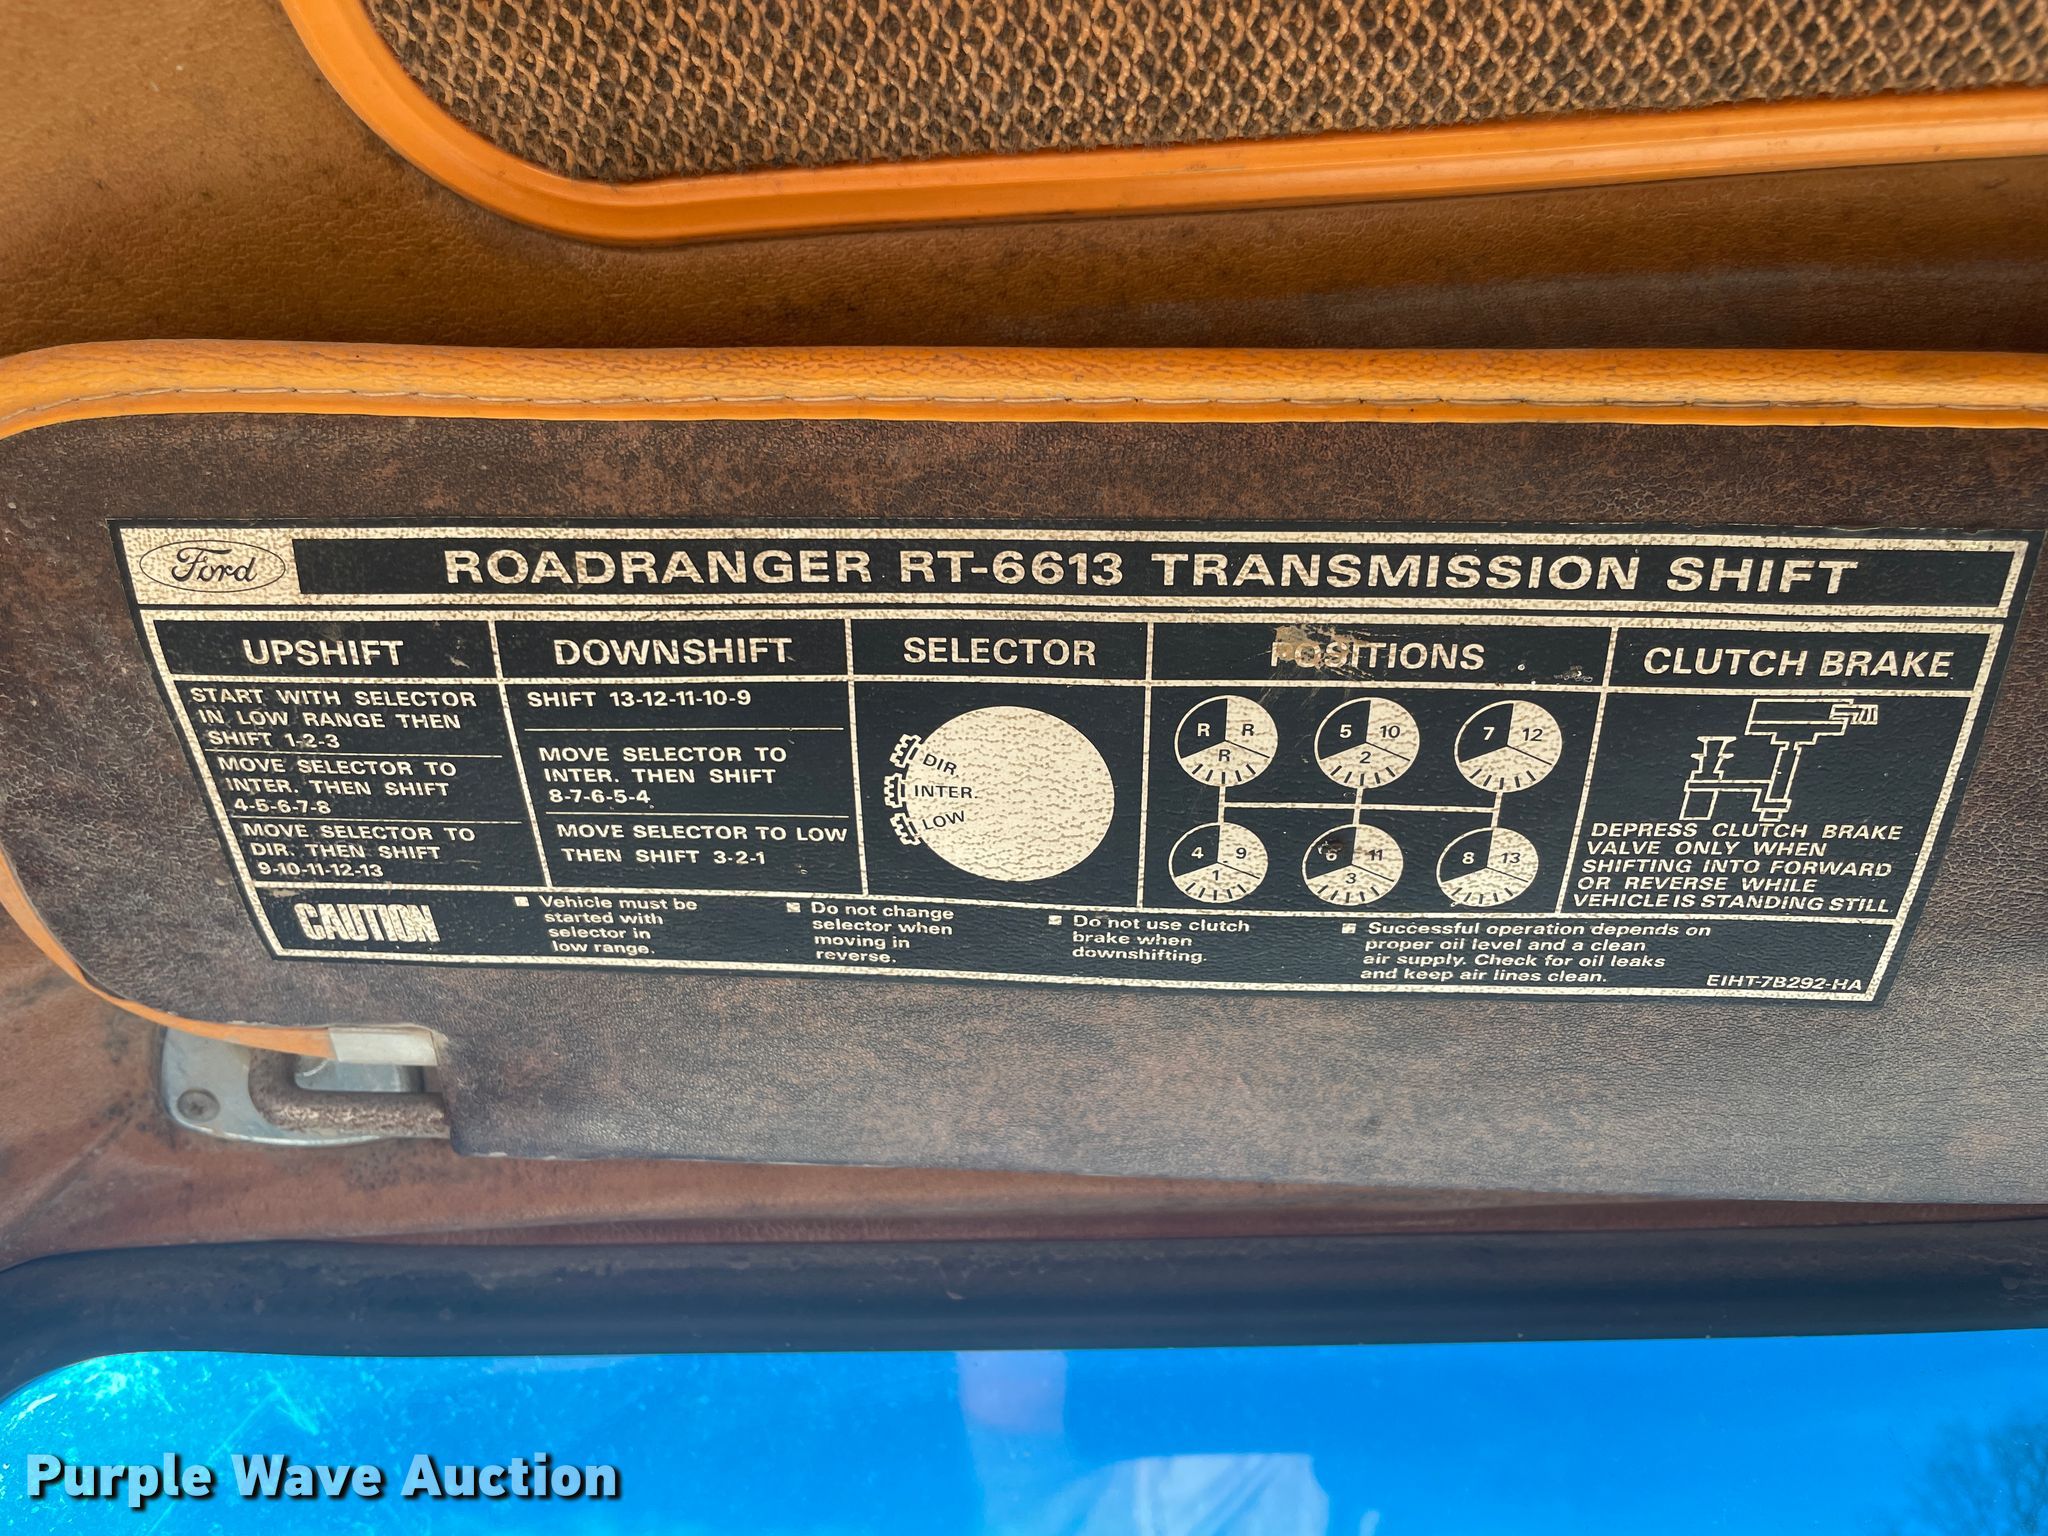 Ford
ROADRANGER RT-6613 TRANSMISSION SHIFT
UPSHIFT
START WITH SELECTOR
IN LOW RANGE THEN
SHIFT 1-2-3
MOVE SELECTOR TO
INTER. THEN SHIFT
4-5-6-7-8
MOVE SELECTOR TO
DIR. THEN SHIFT
9-10-11-12-13
DOWNSHIFT
SHIFT 13-12-11-10-9
MOVE SELECTOR TO
INTER. THEN SHIFT
8-7-6-5-4
MOVE SELECTOR TO LOW
THEN SHIFT 3-2-1
SELECTOR
DIR.
INTER.
LOW
POSITIONS
R R
R
5 10
2
7 12
4 9
1
6 11
3
8 13
CLUTCH BRAKE
DEPRESS CLUTCH BRAKE
VALVE ONLY WHEN
SHIFTING INTO FORWARD
OR REVERSE WHILE
VEHICLE IS STANDING STILL
CAUTION
Vehicle must be
started with
selector in
low range.
Do not change
selector when
moving in
reverse.
Do not use clutch
brake when
downshifting.
Successful operation depends on
proper oil level and a clean
air supply. Check for oil leaks
and keep air lines clean.
EIHT-7B292-HA
Purple Wave Auction